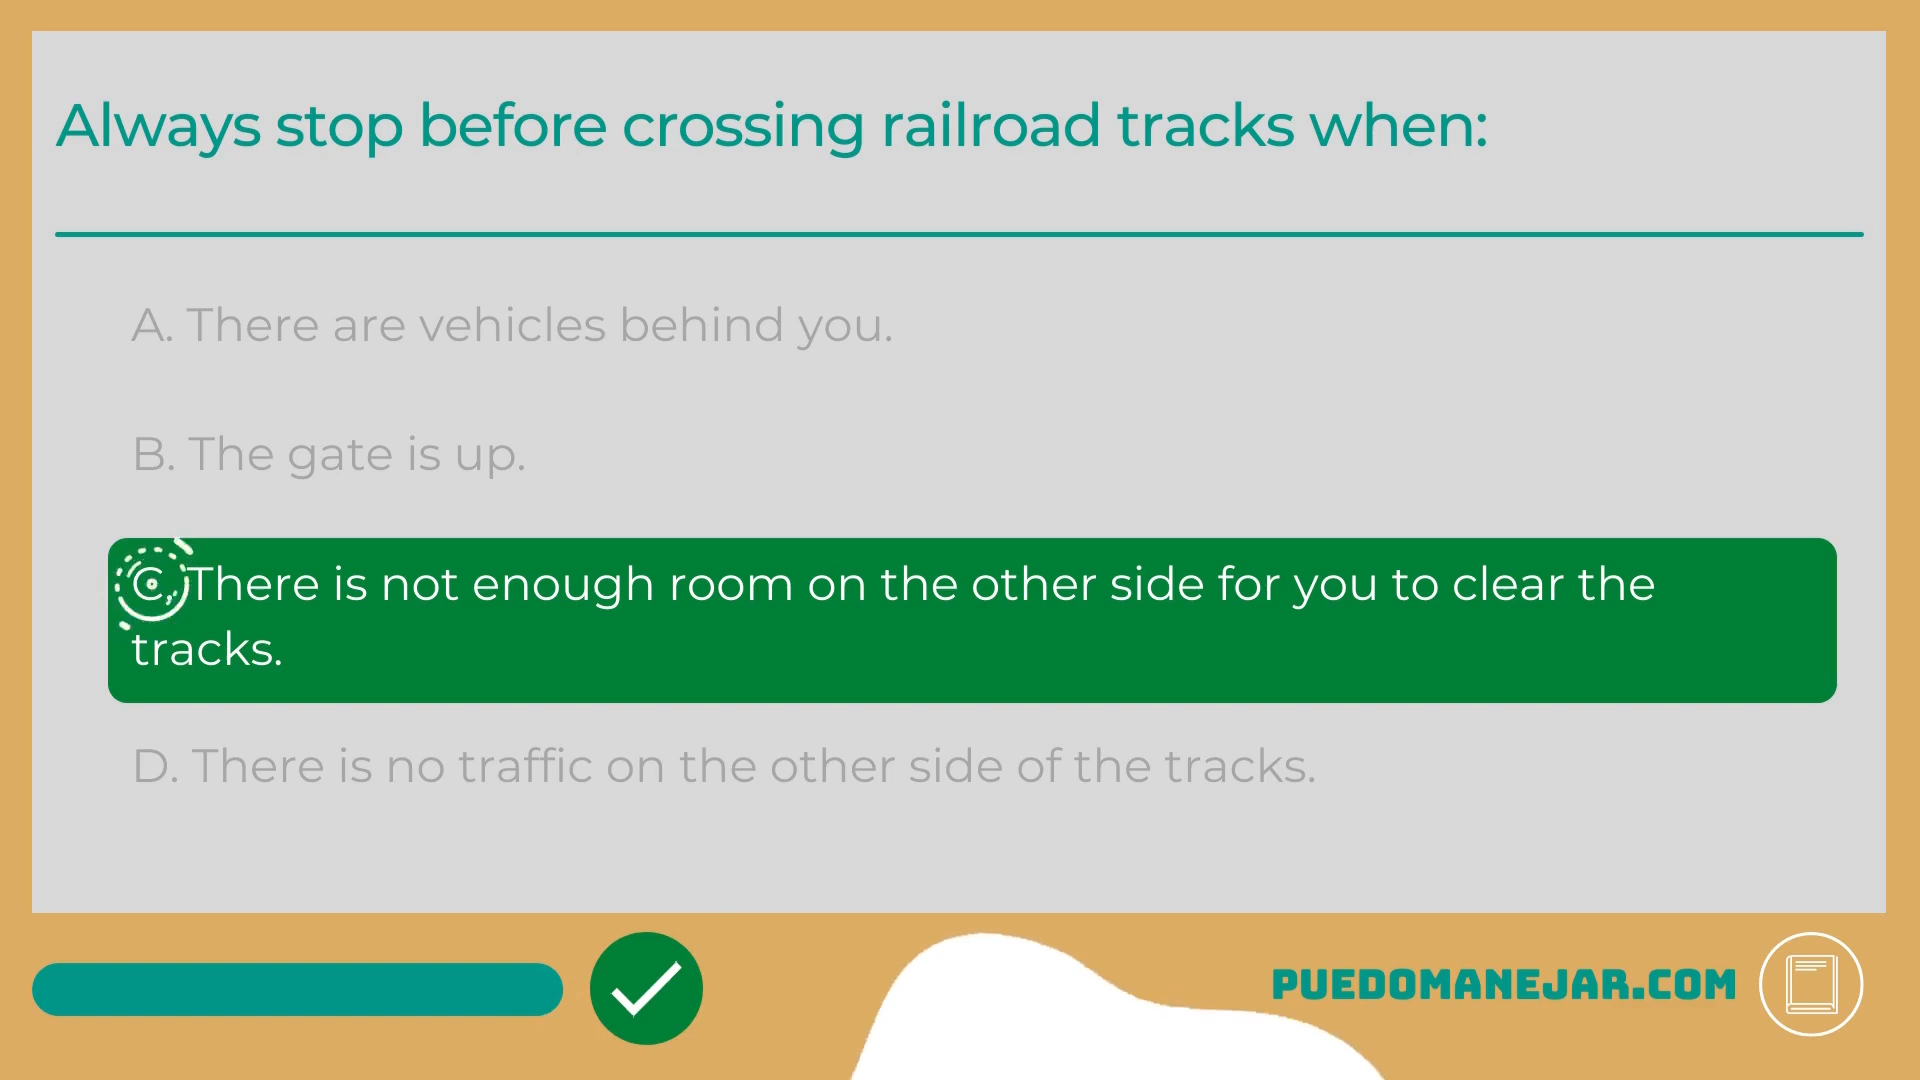 Always stop before crossing railroad tracks when:
A. There are vehicles behind you.
B. The gate is up.
C, There is not enough room on the other side for you to clear the
tracks.
D. There is no traffic on the other side of the tracks.
PUEDOMANEJAR.COM